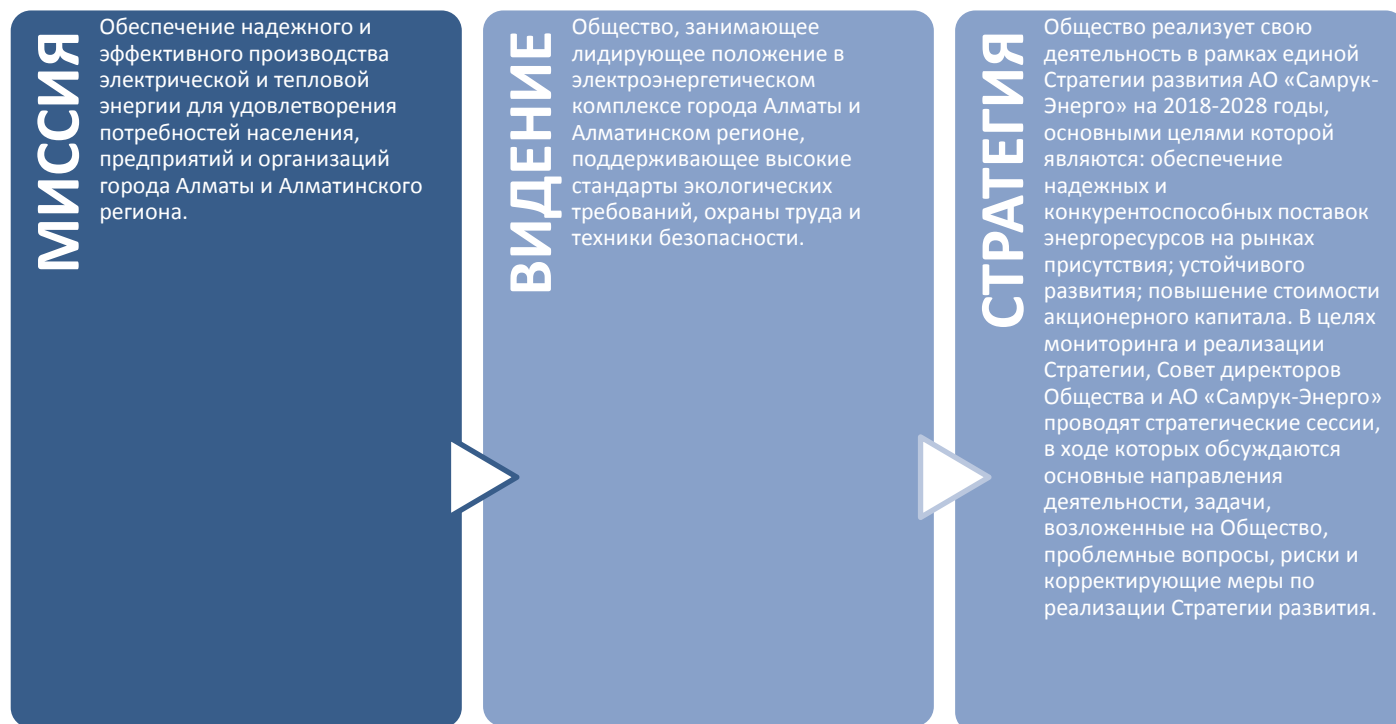 МИССИЯ
Обеспечение надежного и
эффективного производства
электрической и тепловой
энергии для удовлетворения
потребностей населения,
предприятий и организаций
города Алматы и Алматинского
региона.
ВИДЕНИЕ
Общество, занимающее
лидирующее положение в
электроэнергетическом
комплексе города Алматы и
Алматинском регионе,
поддерживающее высокие
стандарты экологических
требований, охраны труда и
техники безопасности.
СТРАТЕГИЯ
Общество реализует свою
деятельность в рамках единой
Стратегии развития АО «Самрук-
Энерго» на 2018-2028 годы,
основными целями которой
являются: обеспечение
надежных и
конкурентоспособных поставок
энергоресурсов на рынках
присутствия; устойчивого
развития; повышение стоимости
акционерного капитала. В целях
мониторинга и реализации
Стратегии, Совет директоров
Общества и АО «Самрук-Энерго»
проводят стратегические сессии,
в ходе которых обсуждаются
основные направления
деятельности, задачи,
возложенные на Общество,
проблемные вопросы, риски и
корректирующие меры по
реализации Стратегии развития.